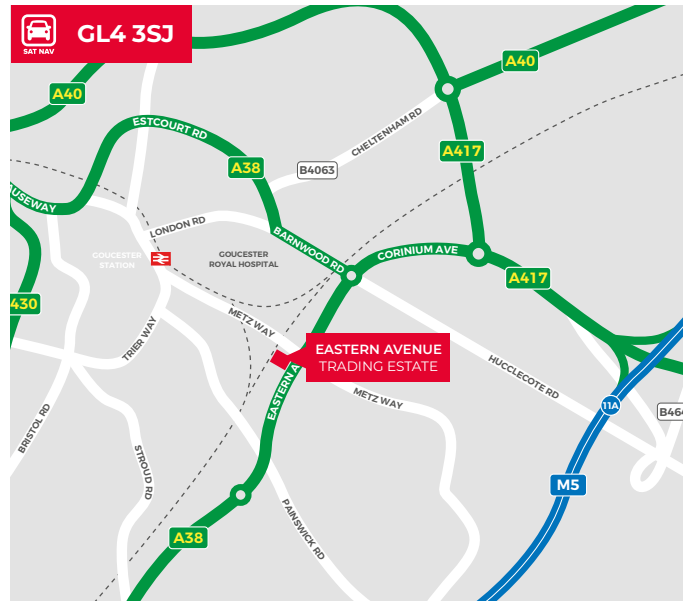 SAT NAV
GL4 3SJ
A40
A40
ESTCOURT RD
CHELTENHAM RD
A417
A38
B4063
AUSEWAY
LONDON RD
BARNWOOD RD
CORINIUM AVE
GOUCESTER
STATION
GOUCESTER
ROYAL HOSPITAL
A417
430
METZ WAY
TRIER WAY
EASTERN AVENUE
TRADING ESTATE
HUCCLECOTE RD
EASTERN A
METZ WAY
11A
B464
BRISTOL RD
STROUD RD
M5
PAINSWICK RD
A38